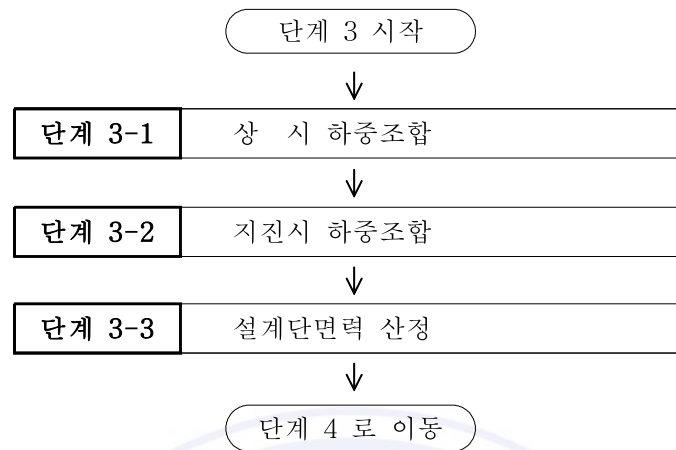 단계 3 시작
단계 3-1 상 시 하중조합
단계 3-2 지진시 하중조합
단계 3-3 설계단면력 산정
단계 4 로 이동